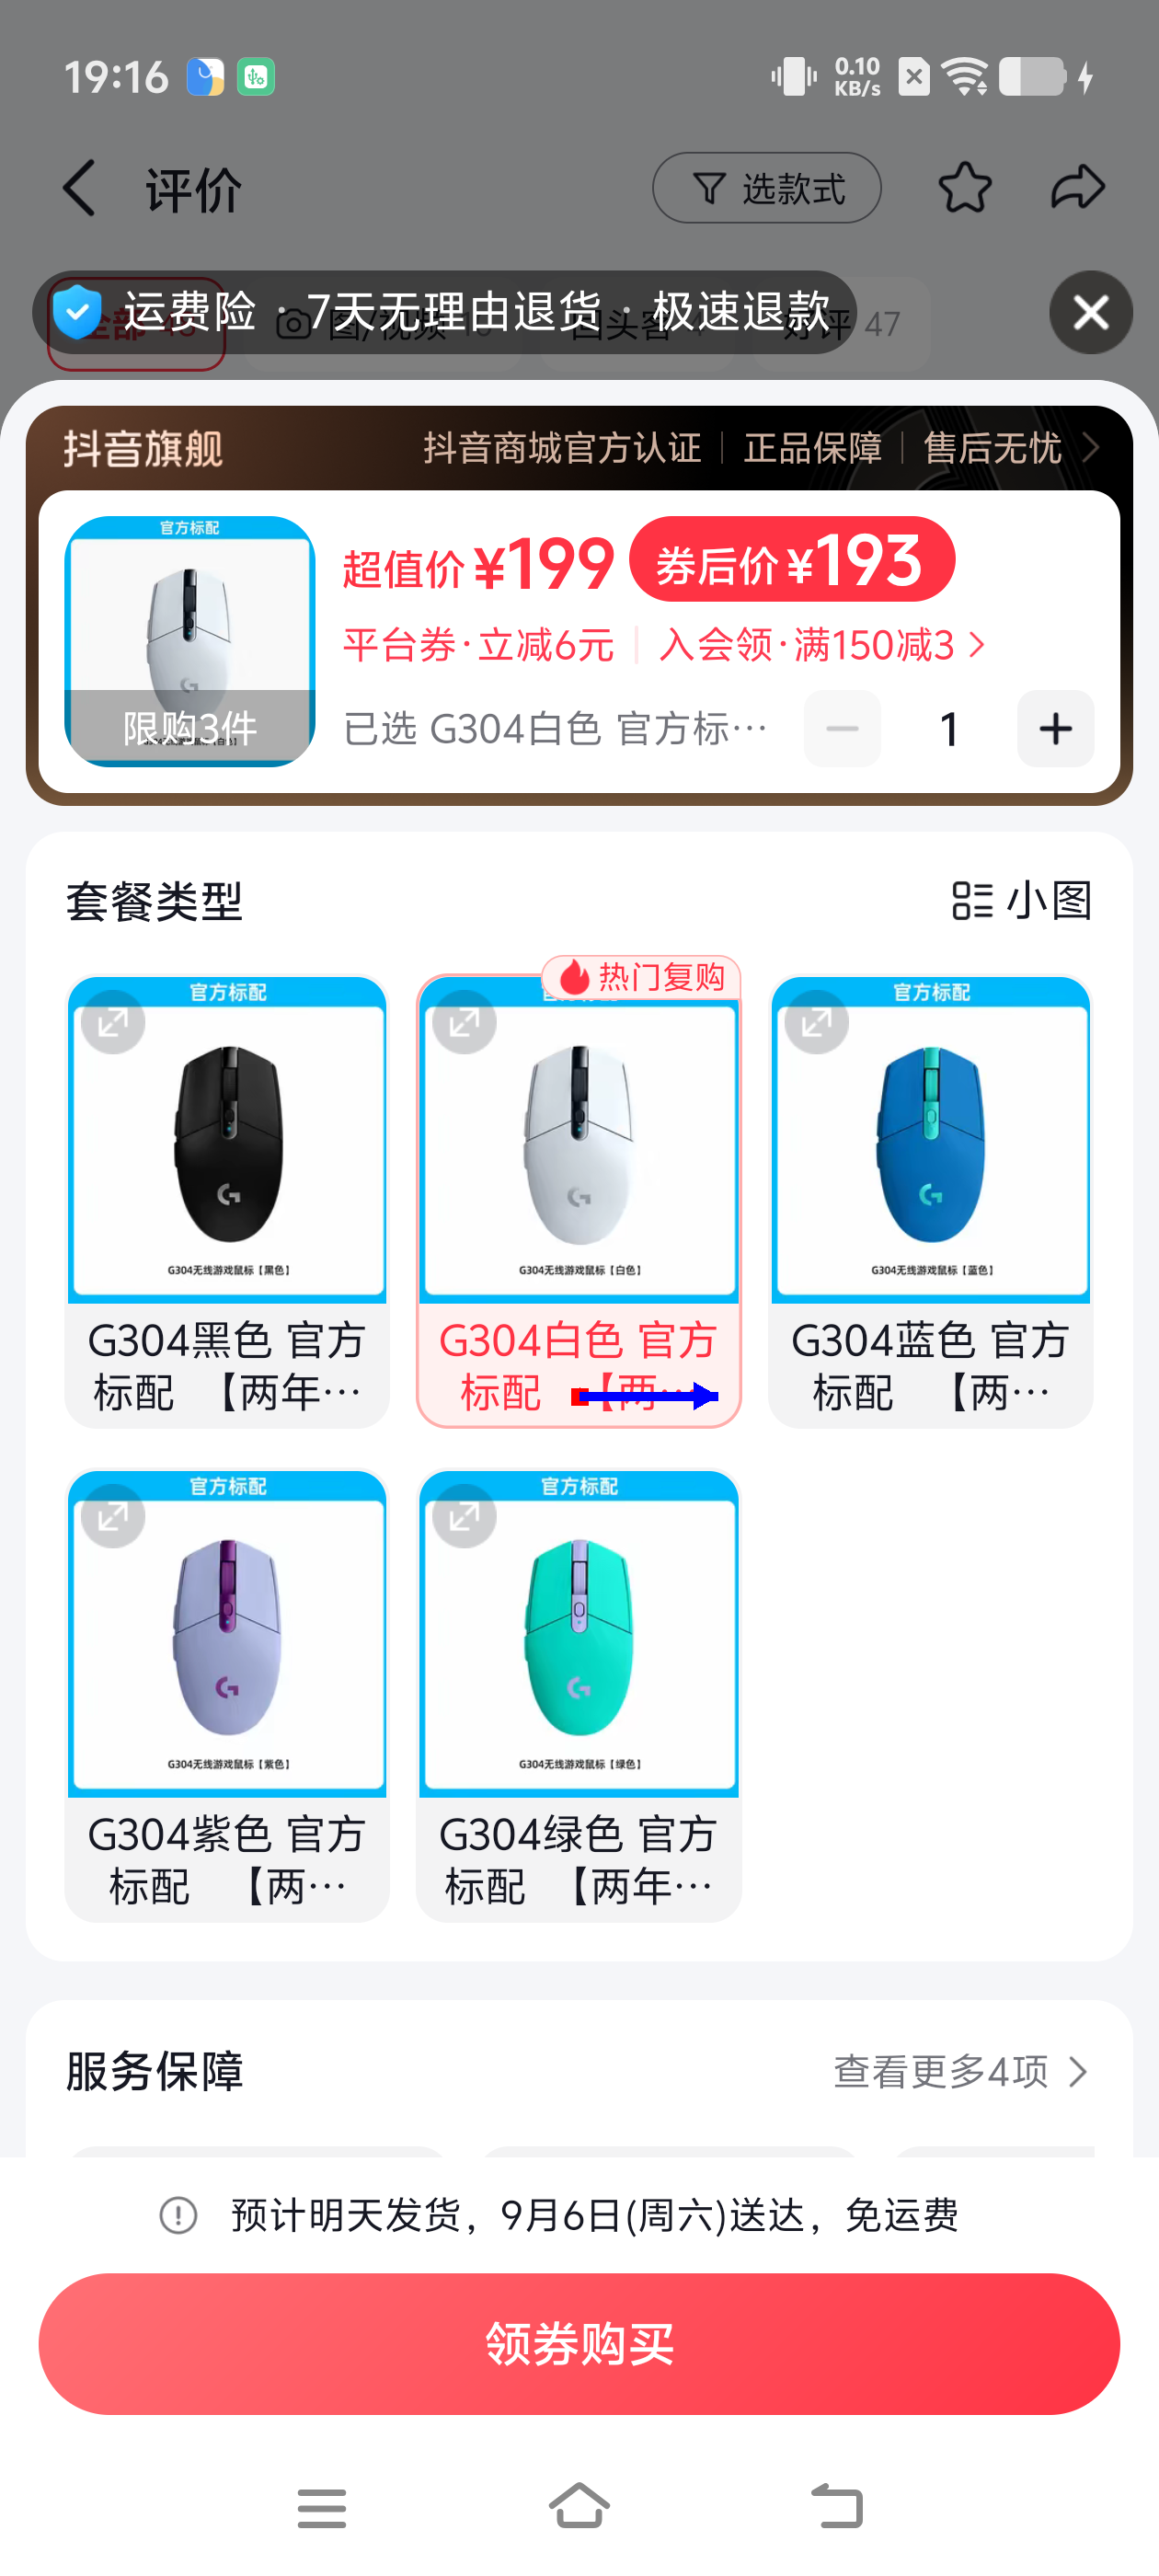 19:16
0.10 KB/s
评价
选款式
全部 48 图/视频 回头客 4 好评 47
运费险 · 7天无理由退货 · 极速退款
抖音旗舰
抖音商城官方认证 | 正品保障 | 售后无忧
官方标配
限购3件
超值价 ¥199 券后价 ¥193
平台券·立减6元 | 入会领·满150减3
已选 G304白色 官方标… 1
套餐类型
小图
热门复购
官方标配
G304无线游戏鼠标【黑色】
G304黑色 官方
标配 【两年…
G304无线游戏鼠标【白色】
G304白色 官方
标配 【两…
官方标配
G304无线游戏鼠标【蓝色】
G304蓝色 官方
标配 【两…
官方标配
G304无线游戏鼠标【紫色】
G304紫色 官方
标配 【两…
官方标配
G304无线游戏鼠标【绿色】
G304绿色 官方
标配 【两年…
服务保障
查看更多4项
预计明天发货，9月6日(周六)送达，免运费
领券购买